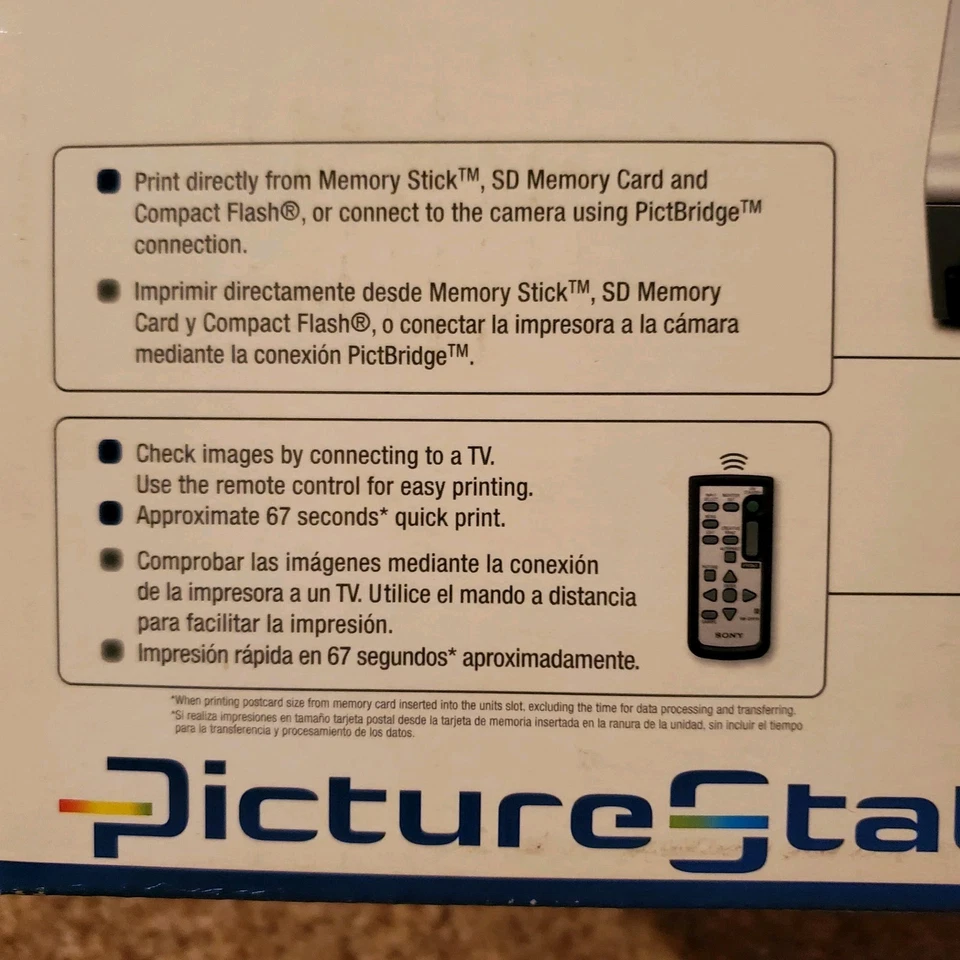 Print directly from Memory Stick™, SD Memory Card and
Compact Flash®, or connect to the camera using PictBridge™
connection.
Imprimir directamente desde Memory Stick™, SD Memory
Card y Compact Flash®, o conectar la impresora a la cámara
mediante la conexión PictBridge™.
Check images by connecting to a TV.
Use the remote control for easy printing.
Approximate 67 seconds* quick print.
Comprobar las imágenes mediante la conexión
de la impresora a un TV. Utilice el mando a distancia
para facilitar la impresión.
Impresión rápida en 67 segundos* aproximadamente.
SONY
*When printing postcard size from memory card inserted into the units slot, excluding the time for data processing and transferring.
*Si realiza impresiones en tamaño tarjeta postal desde la tarjeta de memoria insertada en la ranura de la unidad, sin incluir el tiempo
para la transferencia y procesamiento de los datos.
PictureSta